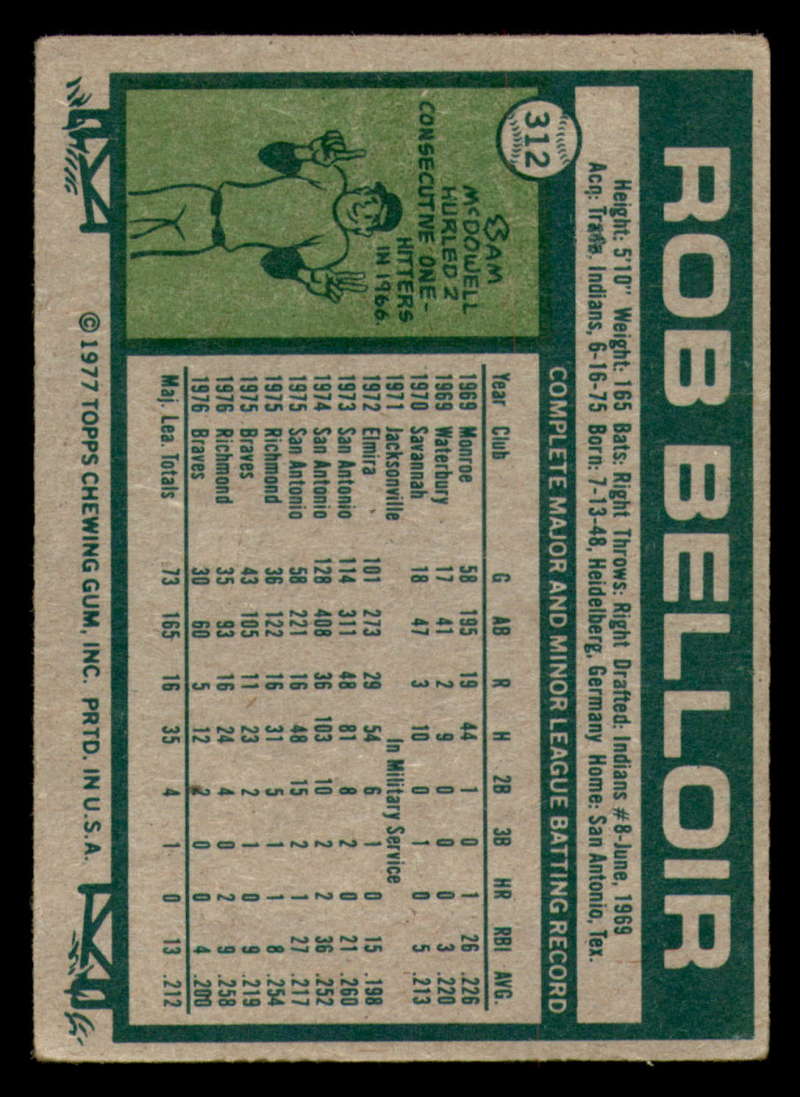 ROB BELLOIR
312
Height: 5'10" Weight: 165 Bats: Right Throws: Right Drafted: Indians #8-June, 1969
Acq: Trade, Indians, 6-16-75 Born: 7-13-48, Heidelberg, Germany Home: San Antonio, Tex.
SAM
McDOWELL
HURLED 2
CONSECUTIVE ONE-
HITTERS
IN 1966.
COMPLETE MAJOR AND MINOR LEAGUE BATTING RECORD
Year Club G AB R H 2B 3B HR RBI AVG.
1969 Monroe 58 195 19 44 1 0 1 26 .226
1969 Waterbury 17 41 2 9 0 0 0 3 .220
1970 Savannah 18 47 3 10 0 1 0 5 .213
1971 Jacksonville In Military Service
1972 Elmira 101 273 29 54 6 1 0 15 .198
1973 San Antonio 114 311 48 81 8 2 0 21 .260
1974 San Antonio 128 408 36 103 10 2 2 36 .252
1975 San Antonio 58 221 16 48 15 2 1 27 .217
1975 Richmond 36 122 16 31 5 1 1 8 .254
1975 Braves 43 105 11 23 2 1 0 9 .219
1976 Richmond 35 93 16 24 4 0 2 9 .258
1976 Braves 30 60 5 12 2 0 0 4 .200
Maj. Lea. Totals 73 165 16 35 4 1 0 13 .212
© 1977 TOPPS CHEWING GUM, INC. PRTD. IN U.S.A.